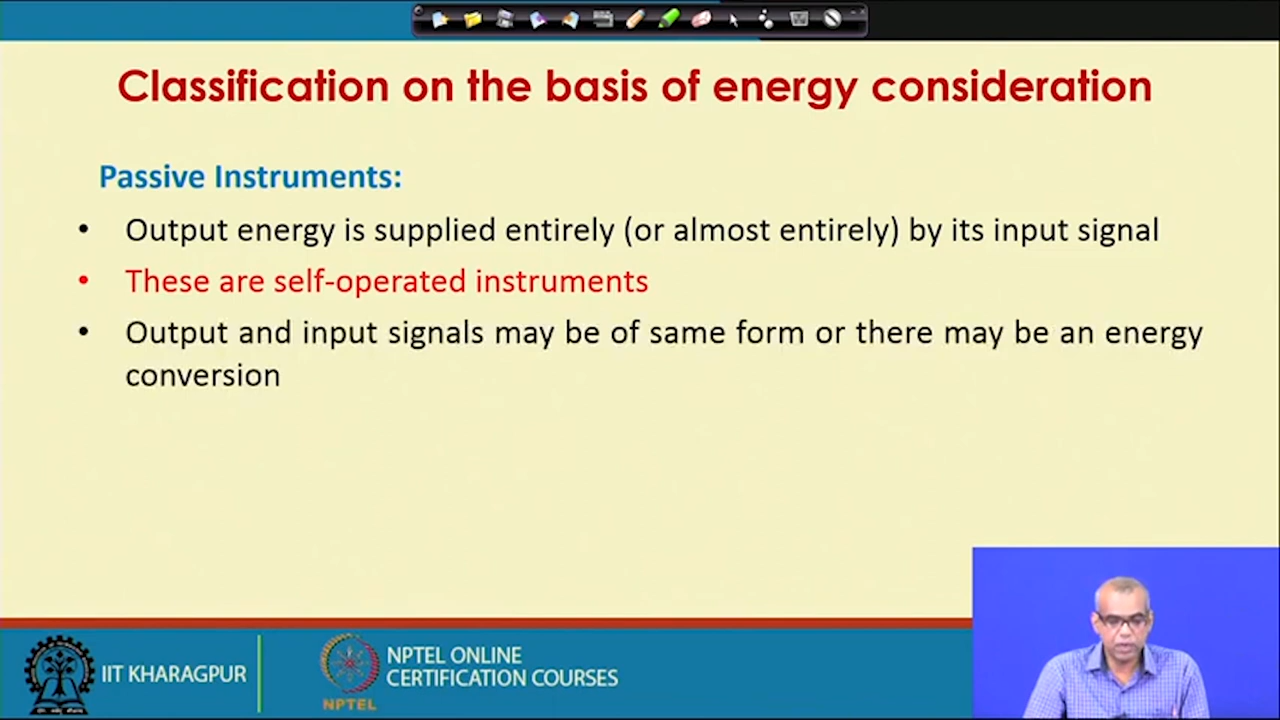 Classification on the basis of energy consideration
Passive Instruments:
• Output energy is supplied entirely (or almost entirely) by its input signal
• These are self-operated instruments
• Output and input signals may be of same form or there may be an energy
conversion
IIT KHARAGPUR
NPTEL ONLINE
CERTIFICATION COURSES
NPTEL